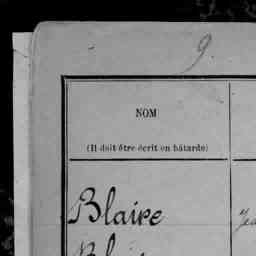 9.
NOM
(Il doit être écrit en bâtarde)
Blaire